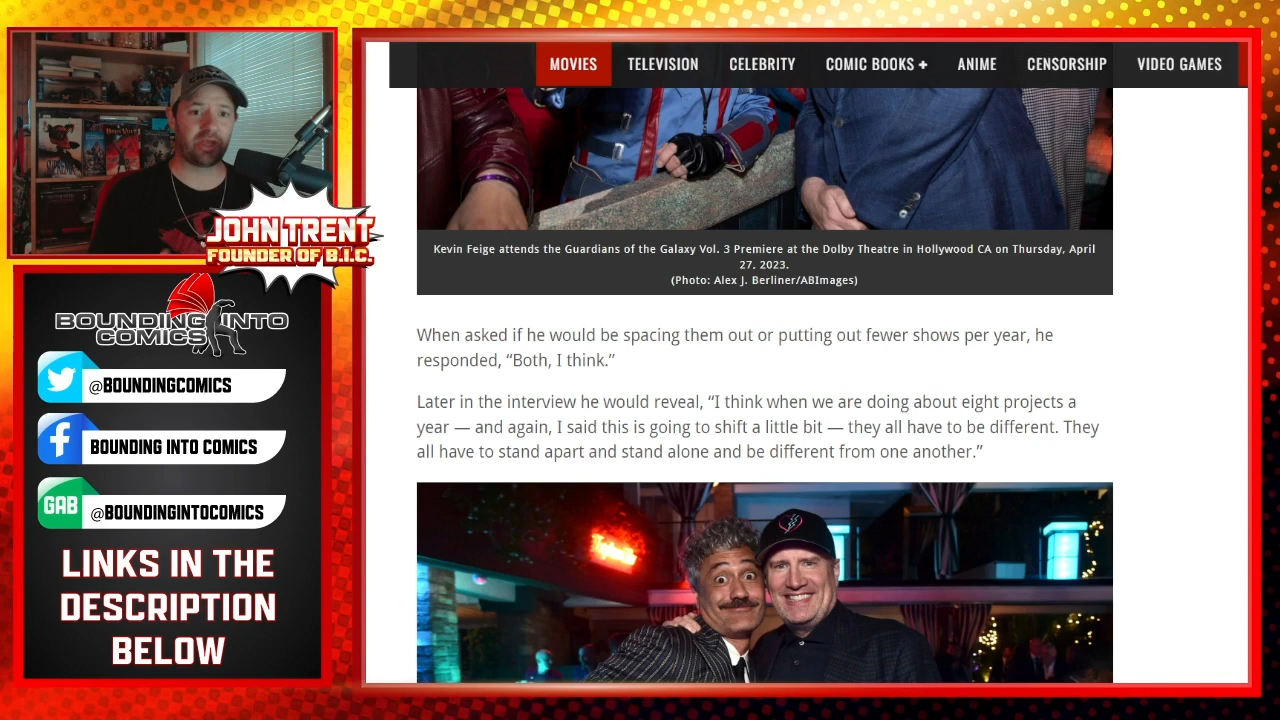 MOVIES TELEVISION CELEBRITY COMIC BOOKS + ANIME CENSORSHIP VIDEO GAMES
JOHN TRENT
FOUNDER OF B.I.C.
Kevin Feige attends the Guardians of the Galaxy Vol. 3 Premiere at the Dolby Theatre in Hollywood CA on Thursday, April
27, 2023.
(Photo: Alex J. Berliner/ABImages)
BOUNDING INTO
COMICS
@BOUNDINGCOMICS
BOUNDING INTO COMICS
GAB
@BOUNDINGINTOCOMICS
LINKS IN THE
DESCRIPTION
BELOW
When asked if he would be spacing them out or putting out fewer shows per year, he
responded, “Both, I think.”
Later in the interview he would reveal, “I think when we are doing about eight projects a
year — and again, I said this is going to shift a little bit — they all have to be different. They
all have to stand apart and stand alone and be different from one another.”